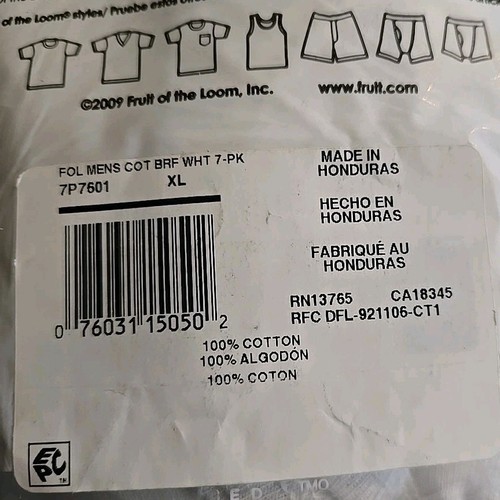 of the Loom® styles/ Pruebe estos
©2009 Fruit of the Loom, Inc. www.fruit.com
FOL MENS COT BRF WHT 7-PK
7P7601 XL
MADE IN
HONDURAS
HECHO EN
HONDURAS
FABRIQUÉ AU
HONDURAS
0 76031 15050 2
RN13765 CA18345
RFC DFL-921106-CT1
100% COTTON
100% ALGODÓN
100% COTON
EPC TM